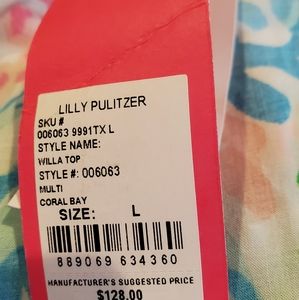 LILLY PULITZER
SKU #
006063 9991TX L
STYLE NAME:
WILLA TOP
STYLE #: 006063
MULTI
CORAL BAY
SIZE: L
889069 634360
MANUFACTURER'S SUGGESTED PRICE
$128.00